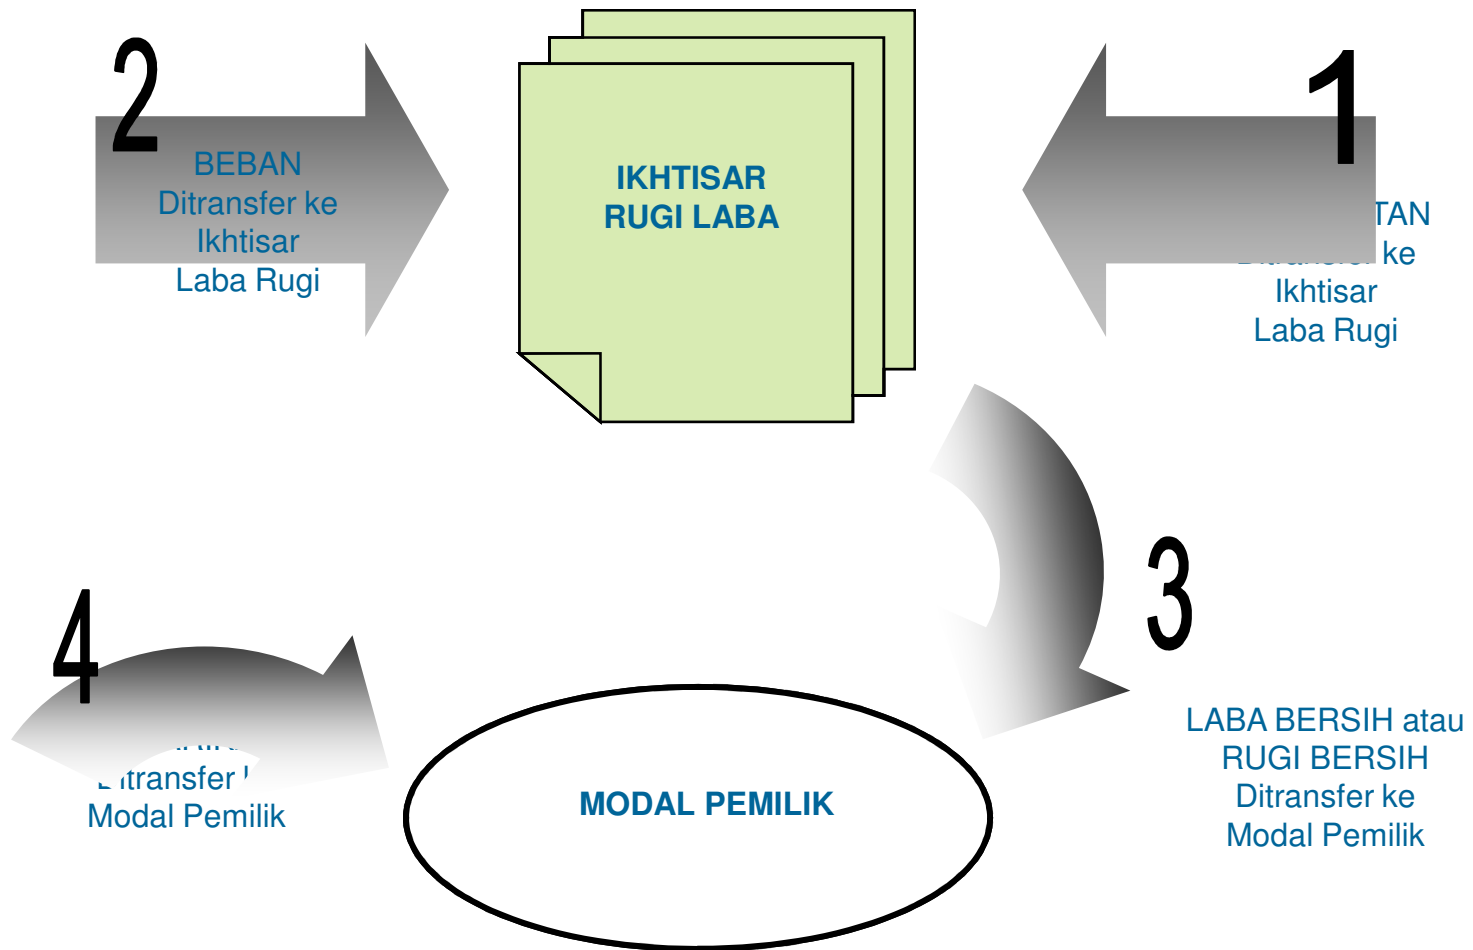 2
BEBAN
Ditransfer ke
Ikhtisar
Laba Rugi
IKHTISAR
RUGI LABA
1
ke
Ikhtisar
Laba Rugi
3
LABA BERSIH atau
RUGI BERSIH
Ditransfer ke
Modal Pemilik
4
Modal Pemilik
MODAL PEMILIK